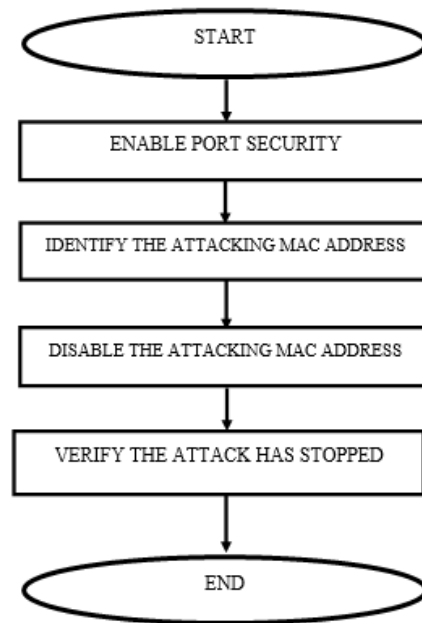 START
ENABLE PORT SECURITY
IDENTIFY THE ATTACKING MAC ADDRESS
DISABLE THE ATTACKING MAC ADDRESS
VERIFY THE ATTACK HAS STOPPED
END